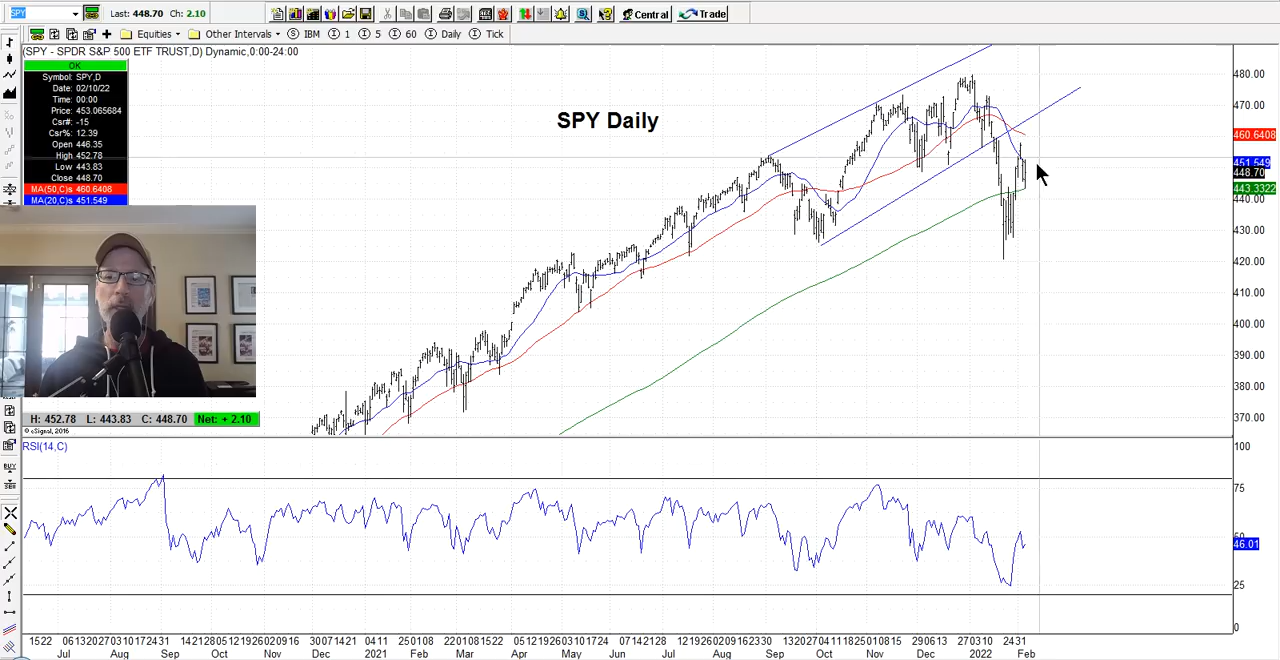 SPY Last: 448.70 Ch: 2.10 Central Trade
Equities Other Intervals S IBM I 1 I 5 I 60 I Daily I Tick
(SPY - SPDR S&P 500 ETF TRUST,D) Dynamic,0:00-24:00
OK
Symbol: SPY,D
Date: 02/10/22
Time: 00:00
Price: 453.065684
Csr#: -15
Csr%: 12.39
Open 446.35
High 452.78
Low 443.83
Close 448.70
MA(50,C)s 460.6408
MA(20,C)s 451.549
SPY Daily
480.00
470.00
460.6408
451.549
448.70
443.3322
440.00
430.00
420.00
410.00
400.00
390.00
380.00
370.00
H: 452.78 L: 443.83 C: 448.70 Net: + 2.10
© eSignal, 2016
RSI(14,C)
BUY
100
75
46.01
25
0
Jul Aug Sep Oct Nov Dec 2021 Feb Mar Apr May Jun Jul Aug Sep Oct Nov Dec 2022 Feb